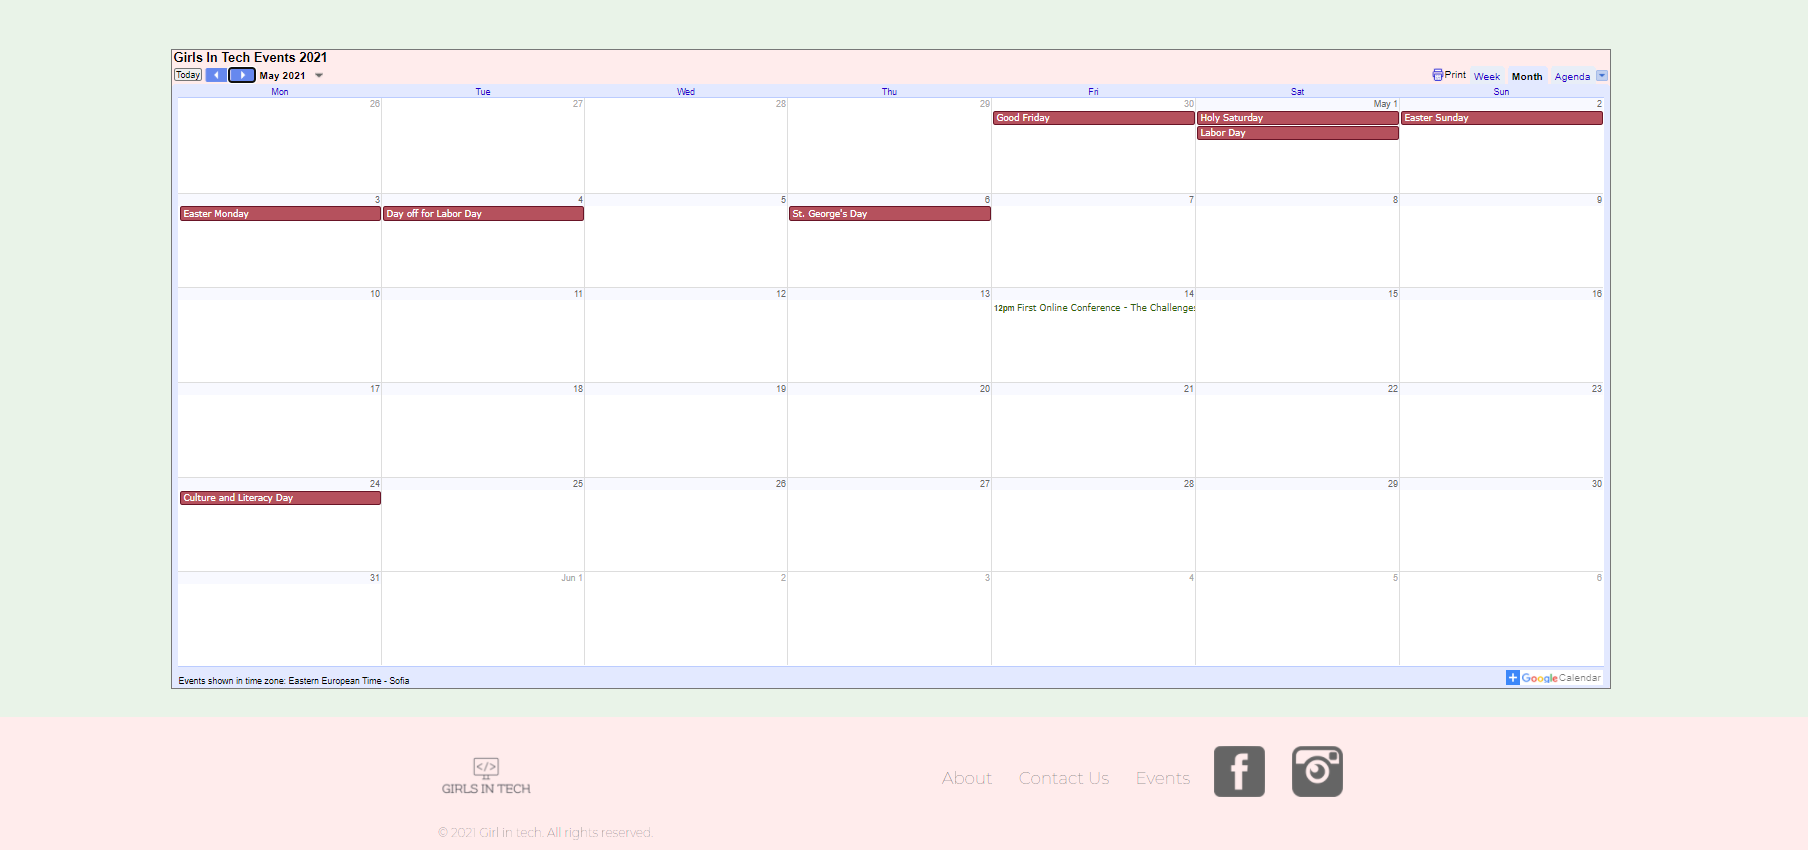 Girls In Tech Events 2021
Today May 2021 Print Week Month Agenda
Mon Tue Wed Thu Fri Sat Sun
26 27 28 29 30 May 1 2
Good Friday Holy Saturday Easter Sunday
Labor Day
3 4 5 6 7 8 9
Easter Monday Day off for Labor Day St. George's Day
10 11 12 13 14 15 16
12pm First Online Conference - The Challenges
17 18 19 20 21 22 23
24 25 26 27 28 29 30
Culture and Literacy Day
31 Jun 1 2 3 4 5 6
Events shown in time zone: Eastern European Time - Sofia
Google Calendar
</>
GIRLS IN TECH
About Contact Us Events
© 2021 Girl in tech. All rights reserved.